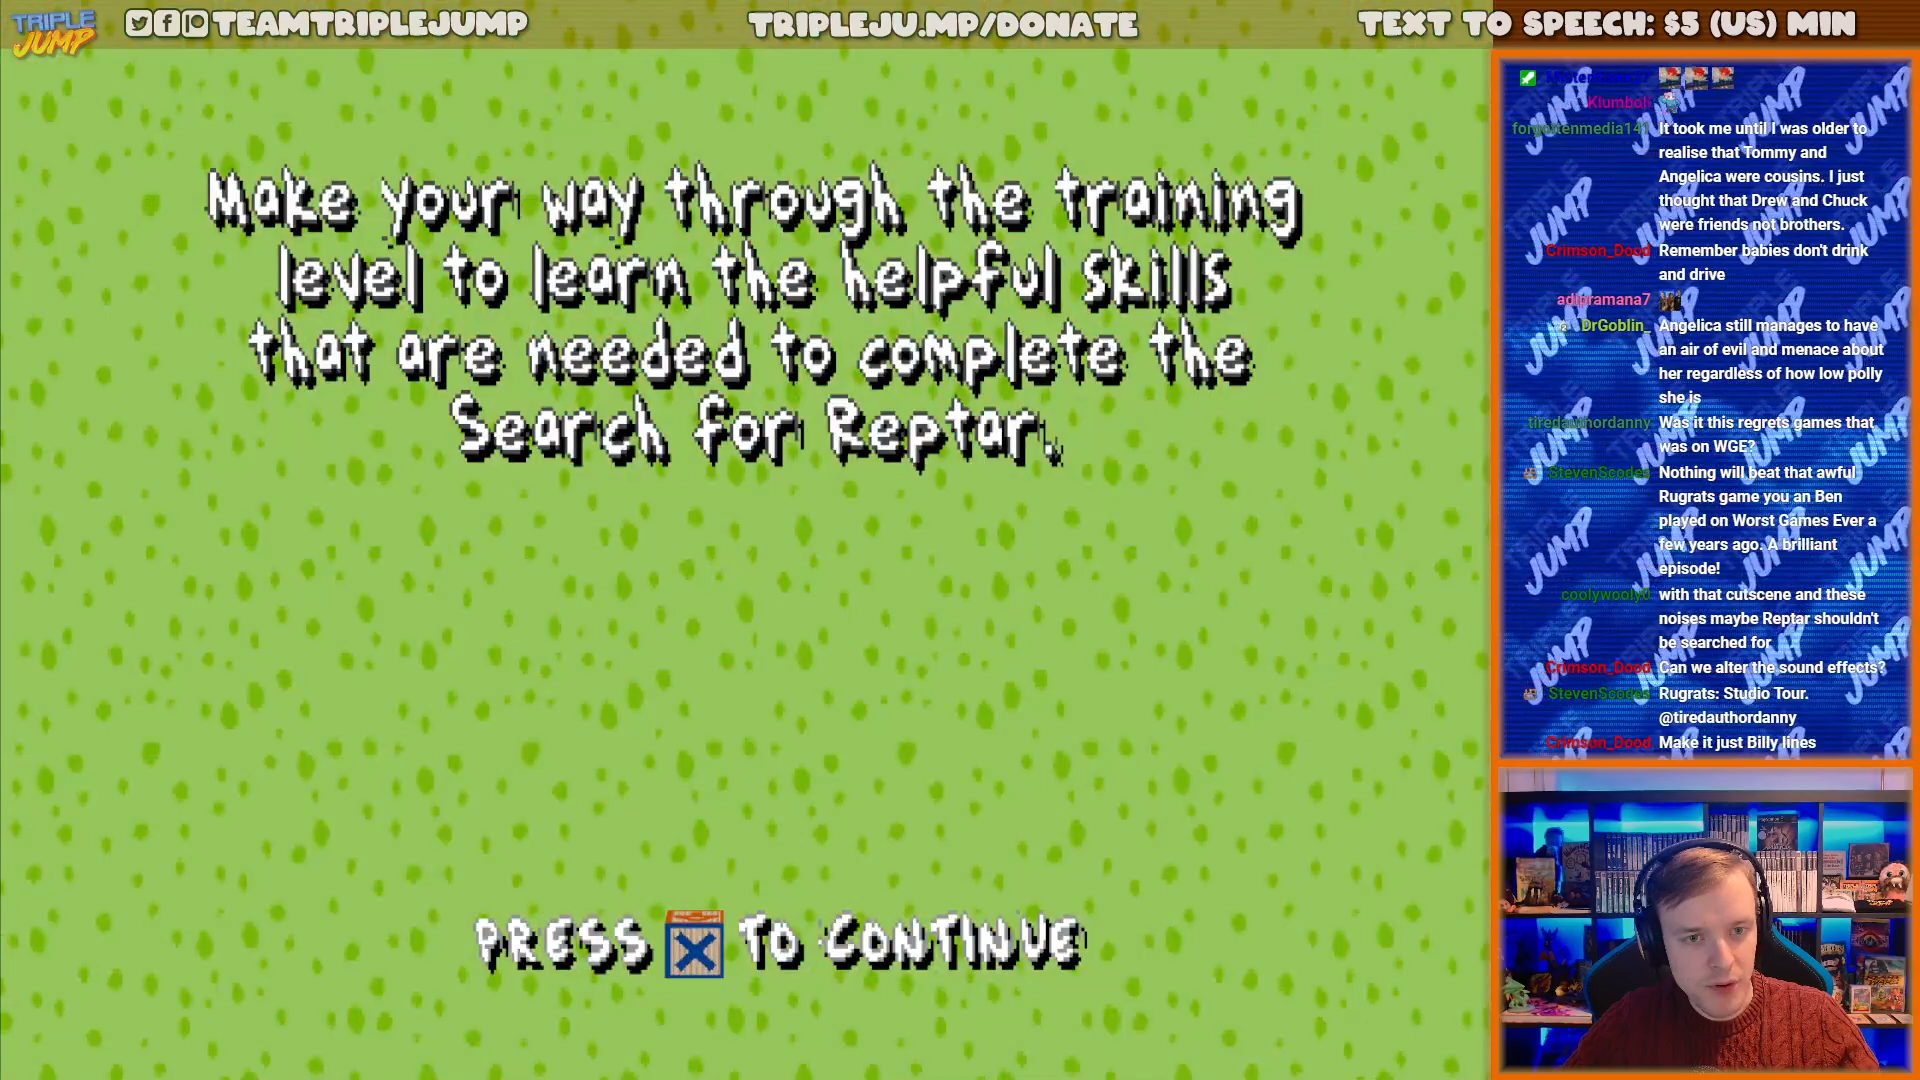 TRIPLE JUMP
TEAMTRIPLEJUMP
TRIPLEJU.MP/DONATE
TEXT TO SPEECH: $5 (US) MIN
Make your way through the training
level to learn the helpful skills
that are needed to complete the
Search for Reptar.
PRESS X TO CONTINUE
Klumboli
forgottenmedia141 It took me until I was older to
realise that Tommy and
Angelica were cousins. I just
thought that Drew and Chuck
were friends not brothers.
Crimson_Dood Remember babies don't drink
and drive
adipramana7
DrGoblin_ Angelica still manages to have
an air of evil and menace about
her regardless of how low polly
she is
tiredauthordanny Was it this regrets games that
was on WGE?
StevenScodes Nothing will beat that awful
Rugrats game you an Ben
played on Worst Games Ever a
few years ago. A brilliant
episode!
coolywooly0 with that cutscene and these
noises maybe Reptar shouldn't
be searched for
Crimson_Dood Can we alter the sound effects?
StevenScodes Rugrats: Studio Tour.
@tiredauthordanny
Crimson_Dood Make it just Billy lines